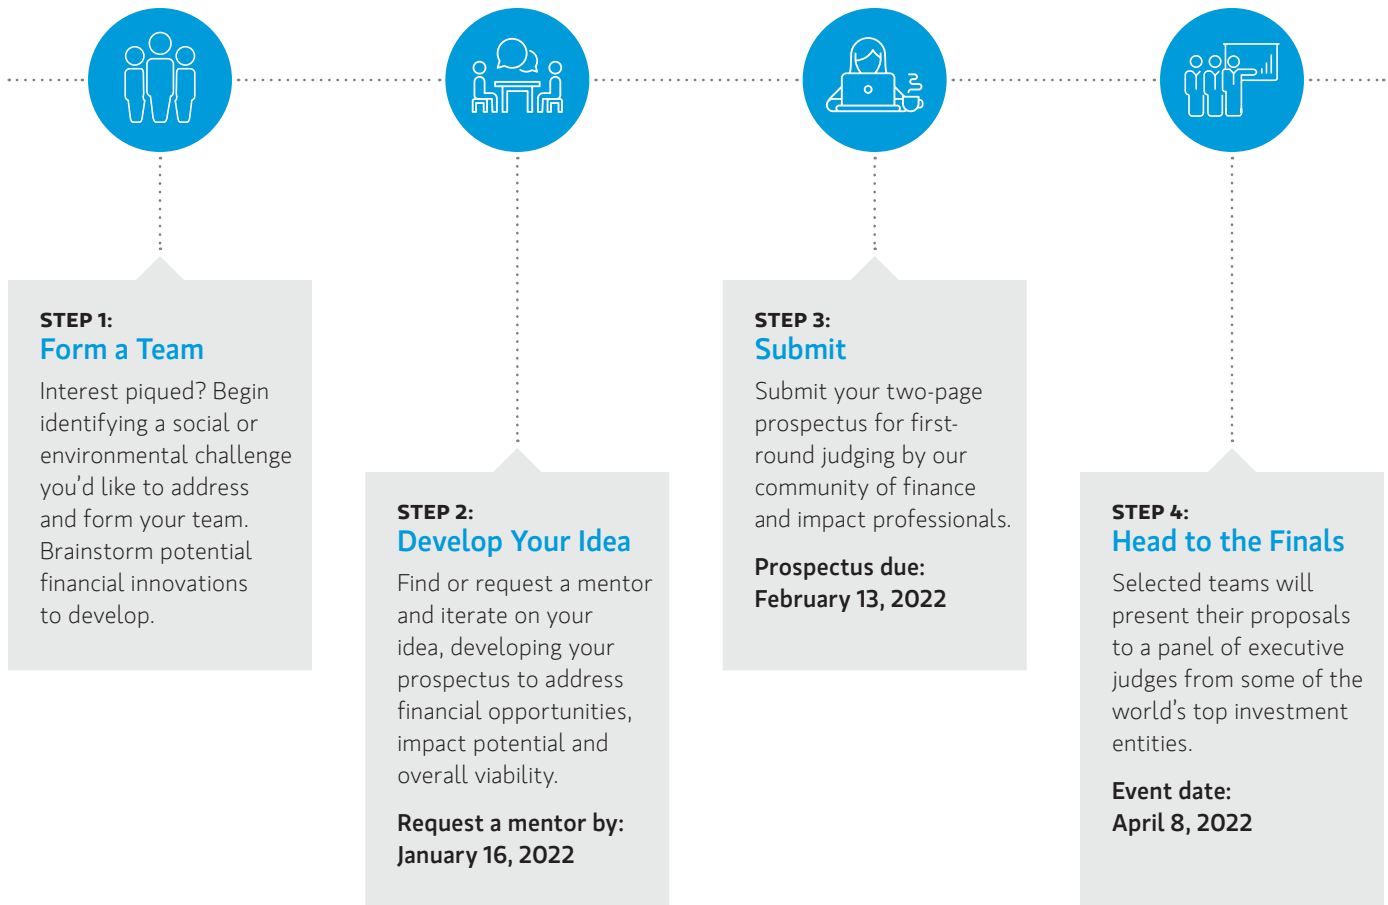 STEP 1:
Form a Team
Interest piqued? Begin
identifying a social or
environmental challenge
you'd like to address
and form your team.
Brainstorm potential
financial innovations
to develop.
STEP 2:
Develop Your Idea
Find or request a mentor
and iterate on your
idea, developing your
prospectus to address
financial opportunities,
impact potential and
overall viability.
Request a mentor by:
January 16, 2022
STEP 3:
Submit
Submit your two-page
prospectus for first-
round judging by our
community of finance
and impact professionals.
Prospectus due:
February 13, 2022
STEP 4:
Head to the Finals
Selected teams will
present their proposals
to a panel of executive
judges from some of the
world's top investment
entities.
Event date:
April 8, 2022